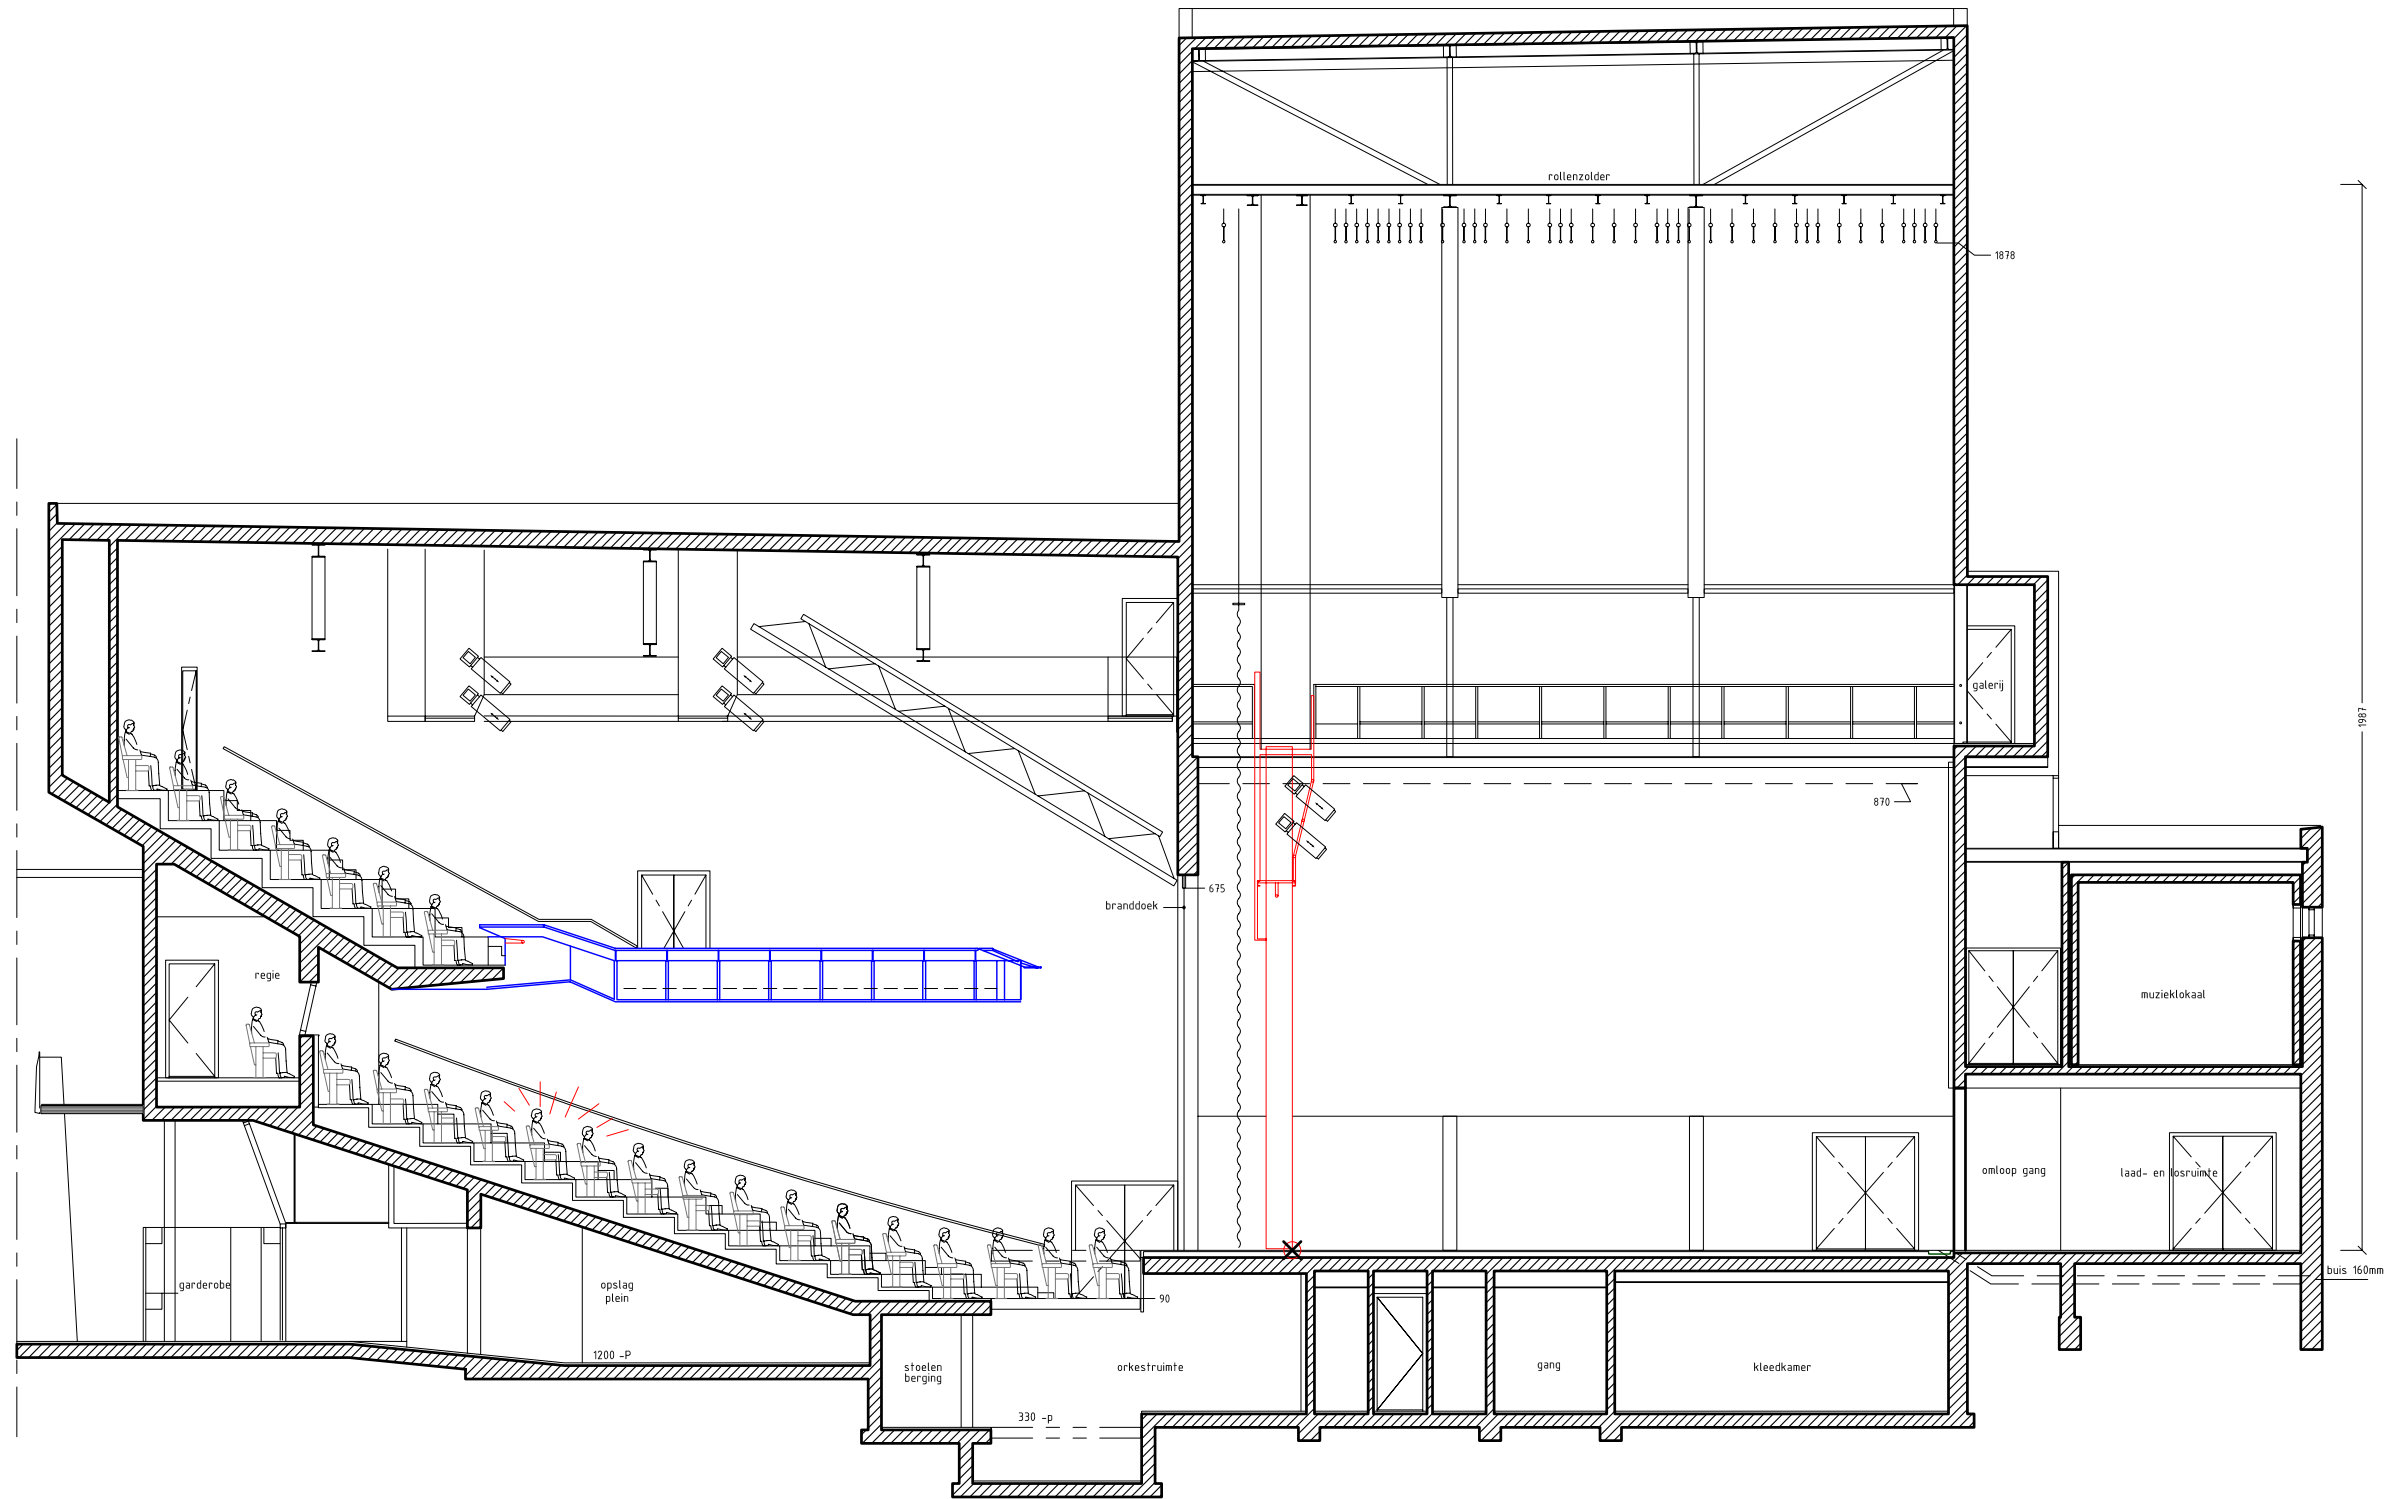 rollenzolder
1878
1987
galerij
870
675
branddoek
regie
muzieklokaal
omloop gang
laad- en losruimte
buis 160mm
garderobe
opslag
plein
90
1200 -P
stoelen
berging
orkestruimte
gang
kleedkamer
330 -p